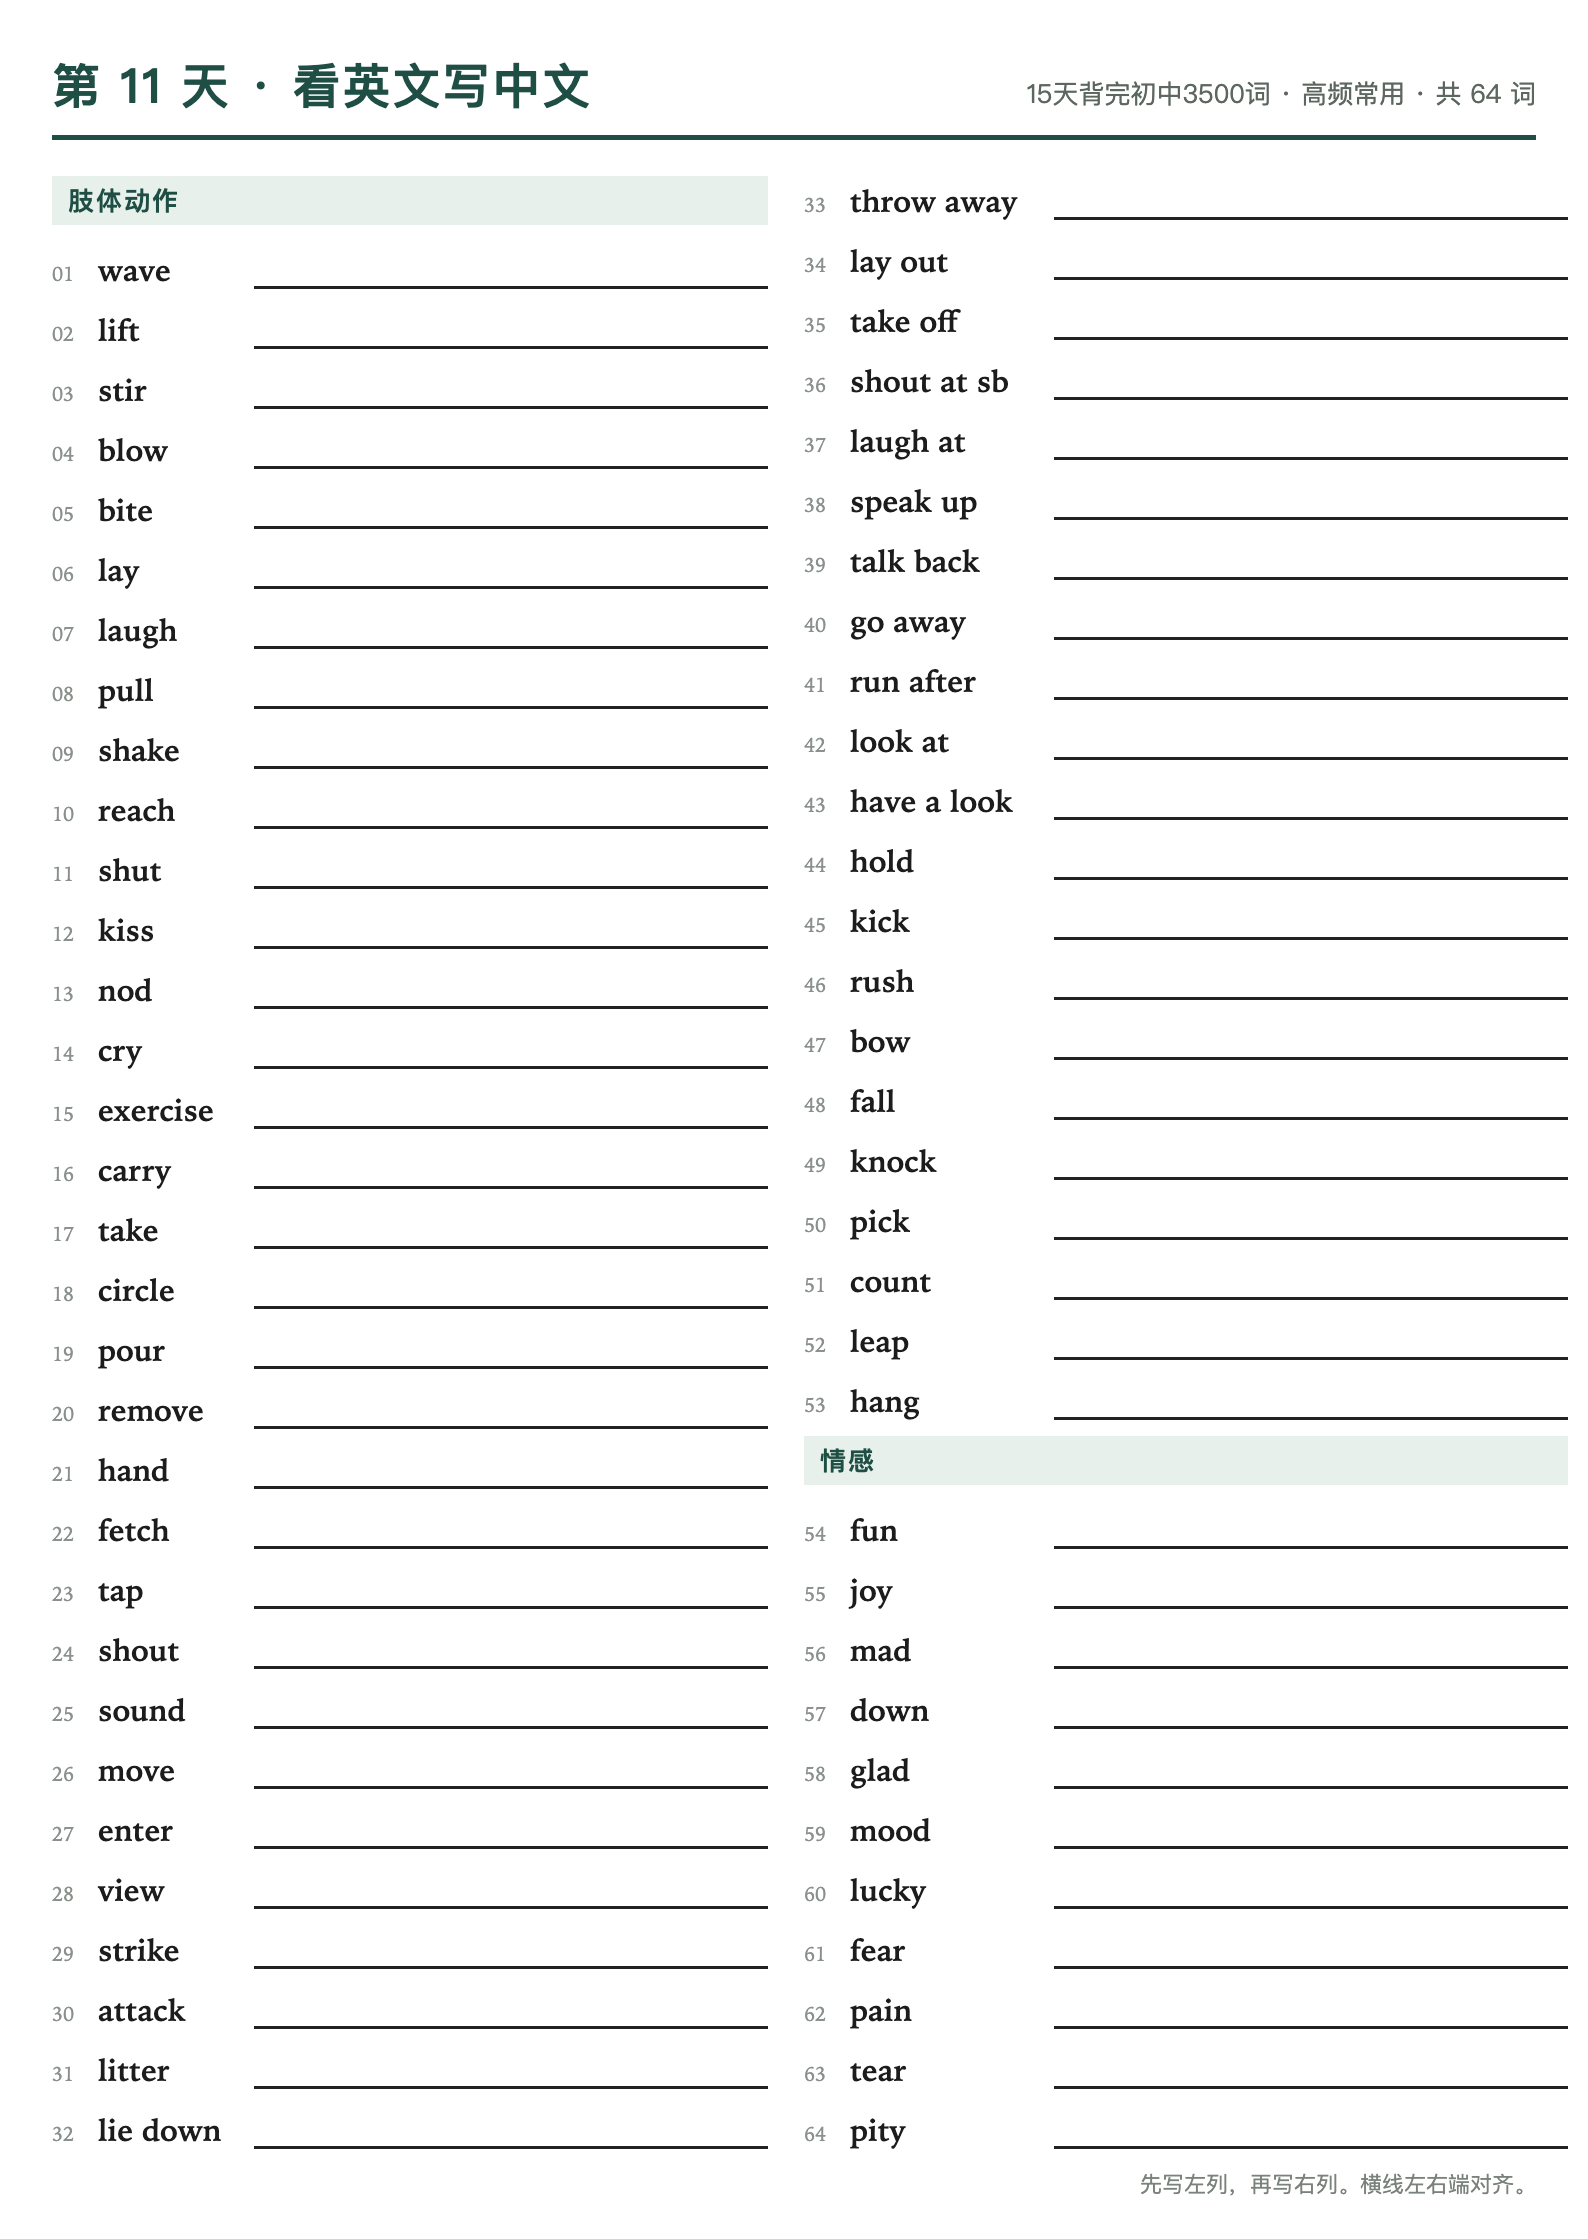 第 11 天 · 看英文写中文
15天背完初中3500词 · 高频常用 · 共 64 词
肢体动作
01 wave
02 lift
03 stir
04 blow
05 bite
06 lay
07 laugh
08 pull
09 shake
10 reach
11 shut
12 kiss
13 nod
14 cry
15 exercise
16 carry
17 take
18 circle
19 pour
20 remove
21 hand
22 fetch
23 tap
24 shout
25 sound
26 move
27 enter
28 view
29 strike
30 attack
31 litter
32 lie down
33 throw away
34 lay out
35 take off
36 shout at sb
37 laugh at
38 speak up
39 talk back
40 go away
41 run after
42 look at
43 have a look
44 hold
45 kick
46 rush
47 bow
48 fall
49 knock
50 pick
51 count
52 leap
53 hang
情感
54 fun
55 joy
56 mad
57 down
58 glad
59 mood
60 lucky
61 fear
62 pain
63 tear
64 pity
先写左列，再写右列。横线左右端对齐。